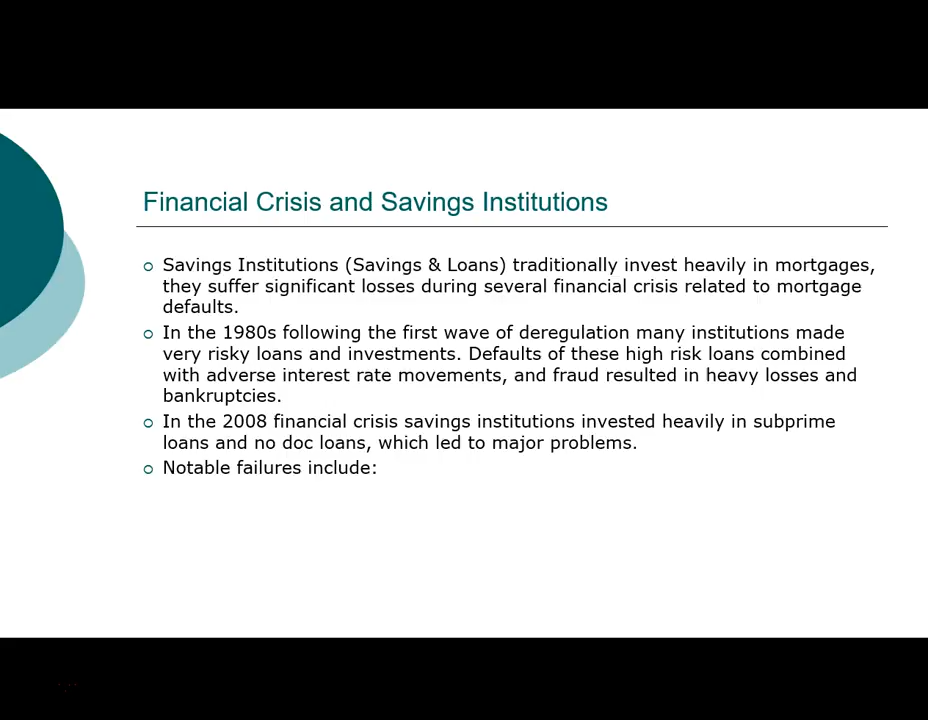 Financial Crisis and Savings Institutions
Savings Institutions (Savings & Loans) traditionally invest heavily in mortgages,
they suffer significant losses during several financial crisis related to mortgage
defaults.
In the 1980s following the first wave of deregulation many institutions made
very risky loans and investments. Defaults of these high risk loans combined
with adverse interest rate movements, and fraud resulted in heavy losses and
bankruptcies.
In the 2008 financial crisis savings institutions invested heavily in subprime
loans and no doc loans, which led to major problems.
Notable failures include: